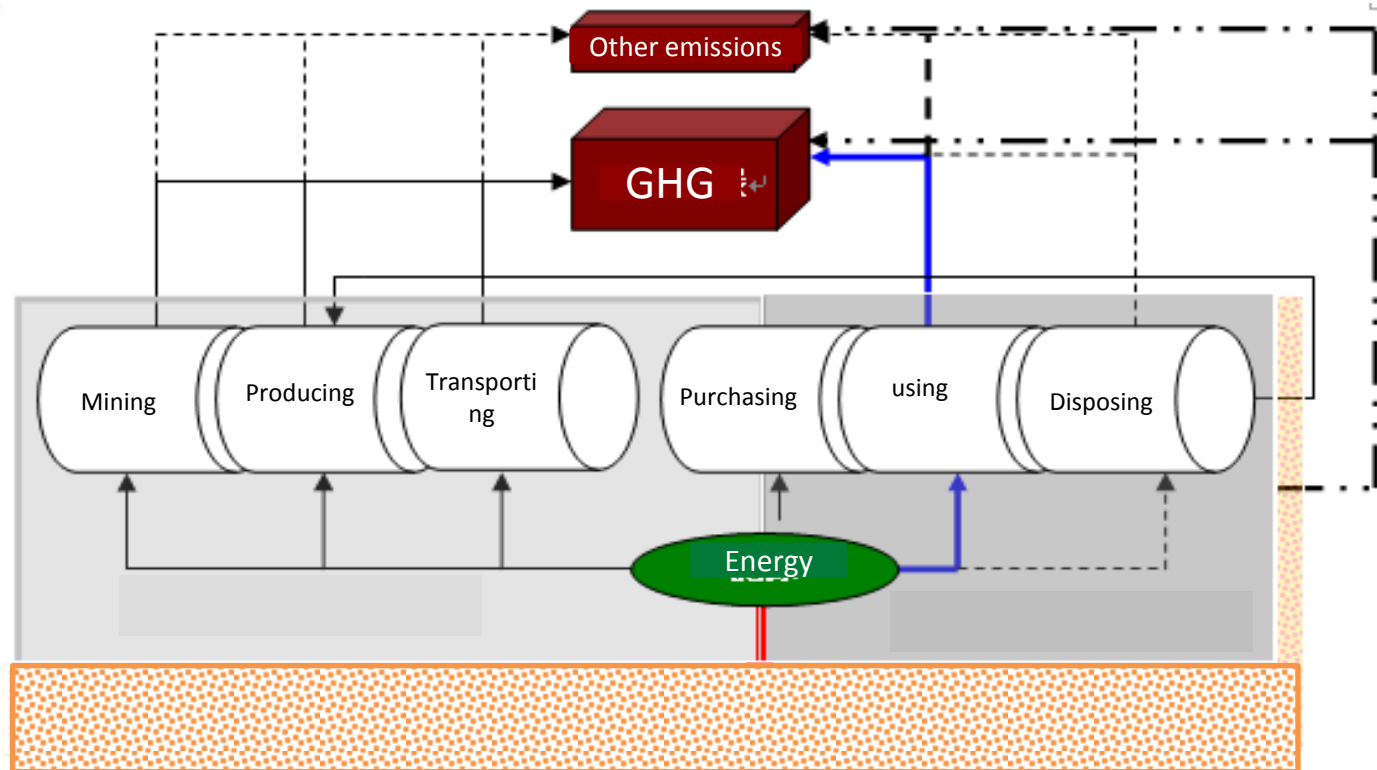 Other emissions
GHG
Mining
Producing
Transporti
ng
Purchasing
using
Disposing
Energy